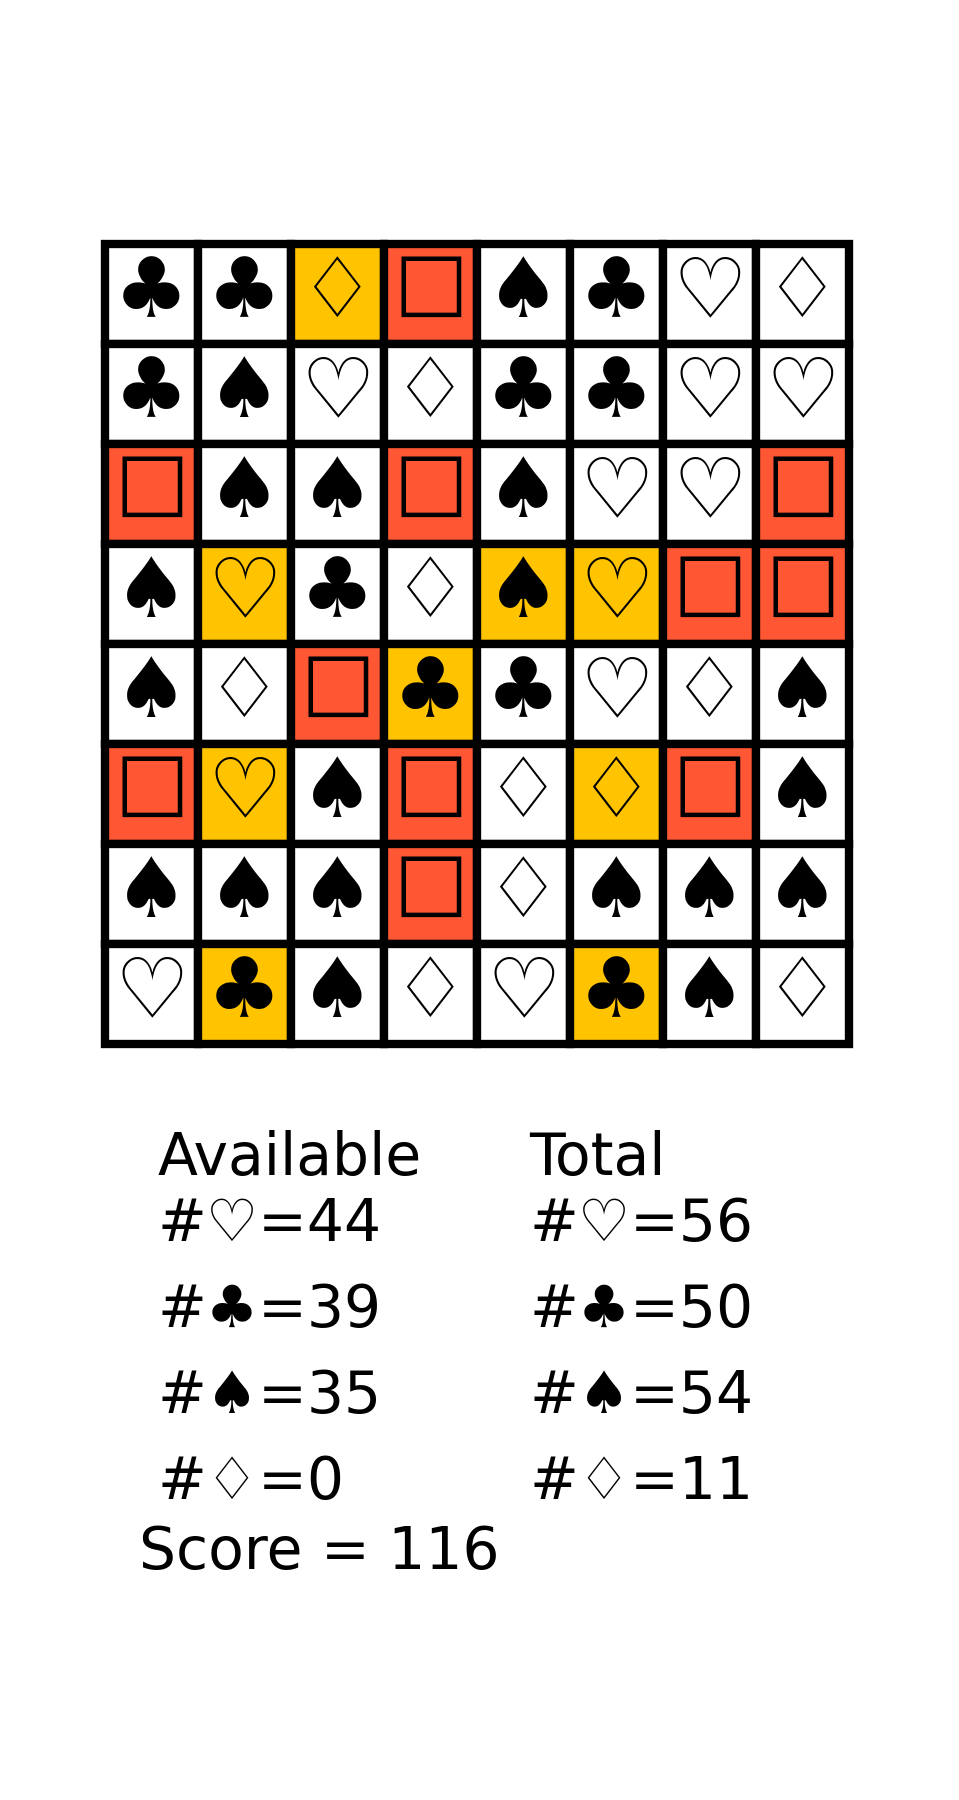 ♣ ♣ ♢ □ ♠ ♣ ♡ ♢
♣ ♠ ♡ ♢ ♣ ♣ ♡ ♡
□ ♠ ♠ □ ♠ ♡ ♡ □
♠ ♡ ♣ ♢ ♠ ♡ □ □
♠ ♢ □ ♣ ♣ ♡ ♢ ♠
□ ♡ ♠ □ ♢ ♢ □ ♠
♠ ♠ ♠ □ ♢ ♠ ♠ ♠
♡ ♣ ♠ ♢ ♡ ♣ ♠ ♢
Available Total
#♡=44 #♡=56
#♣=39 #♣=50
#♠=35 #♠=54
#♢=0 #♢=11
Score = 116